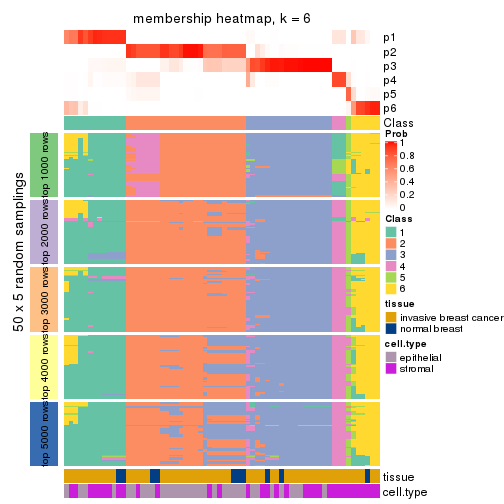 membership heatmap, k = 6
p1
p2
p3
p4
p5
p6
Class
Prob
1
0.8
0.6
0.4
0.2
0
Class
1
2
3
4
5
6
tissue
invasive breast cancer
normal breast
cell.type
epithelial
stromal
50 x 5 random samplings
top 1000 rows
top 2000 rows
top 3000 rows
top 4000 rows
top 5000 rows
tissue
cell.type